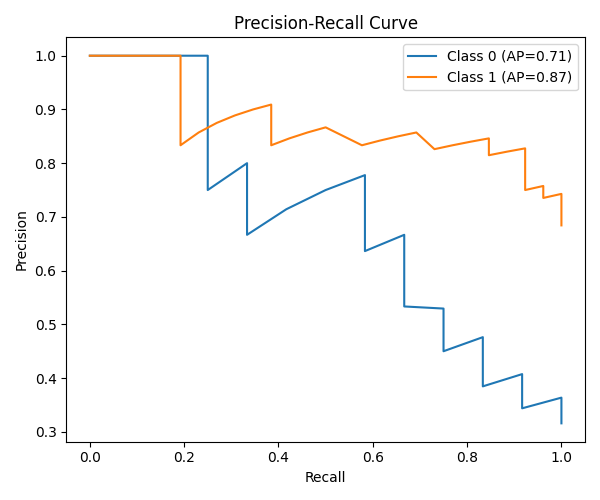 Precision-Recall Curve
Class 0 (AP=0.71)
Class 1 (AP=0.87)
1.0
0.9
0.8
0.7
0.6
0.5
0.4
0.3
Precision
0.0 0.2 0.4 0.6 0.8 1.0
Recall